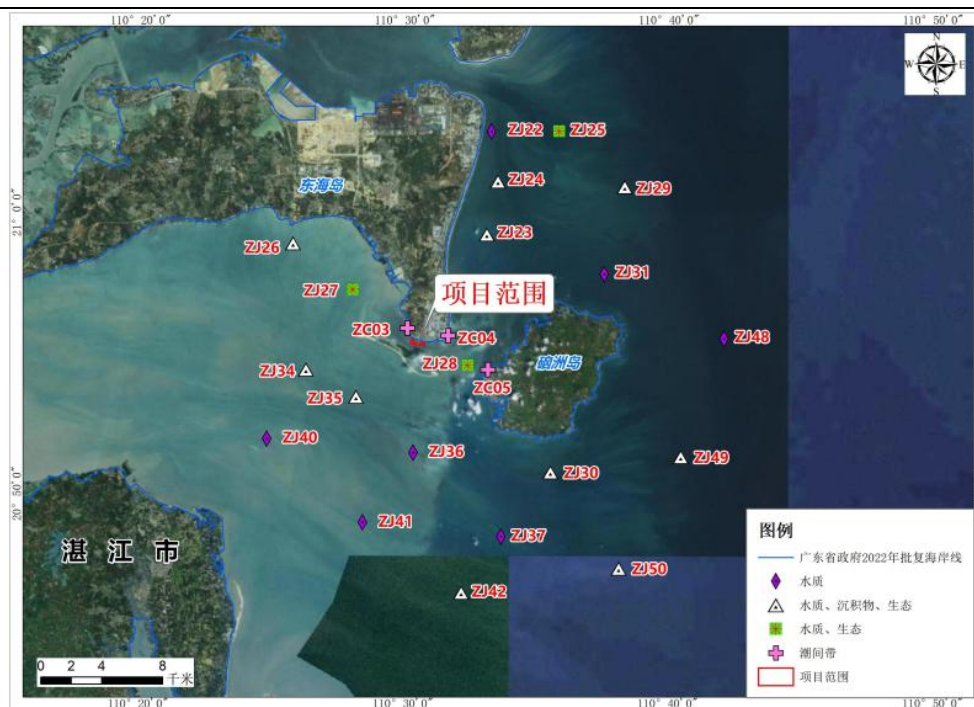 110° 20′0″ 110° 30′0″ 110° 40′0″ 110° 50′0″
N
W E
S
ZJ22 ZJ25
东海岛 ZJ24 ZJ29
21° 0′0″
ZJ26 ZJ23
ZJ27 项目范围 ZJ31
ZC03 ZC04 ZJ48
ZJ28 硇洲岛
ZJ34 ZC05
ZJ35
ZJ40 ZJ36 ZJ49
ZJ30
20° 50′0″
ZJ41 ZJ37
湛江市
ZJ42 ZJ50
图例
广东省政府2022年批复海岸线
水质
水质、沉积物、生态
水质、生态
潮间带
项目范围
0 2 4 8
千米
110° 20′0″ 110° 30′0″ 110° 40′0″ 110° 50′0″